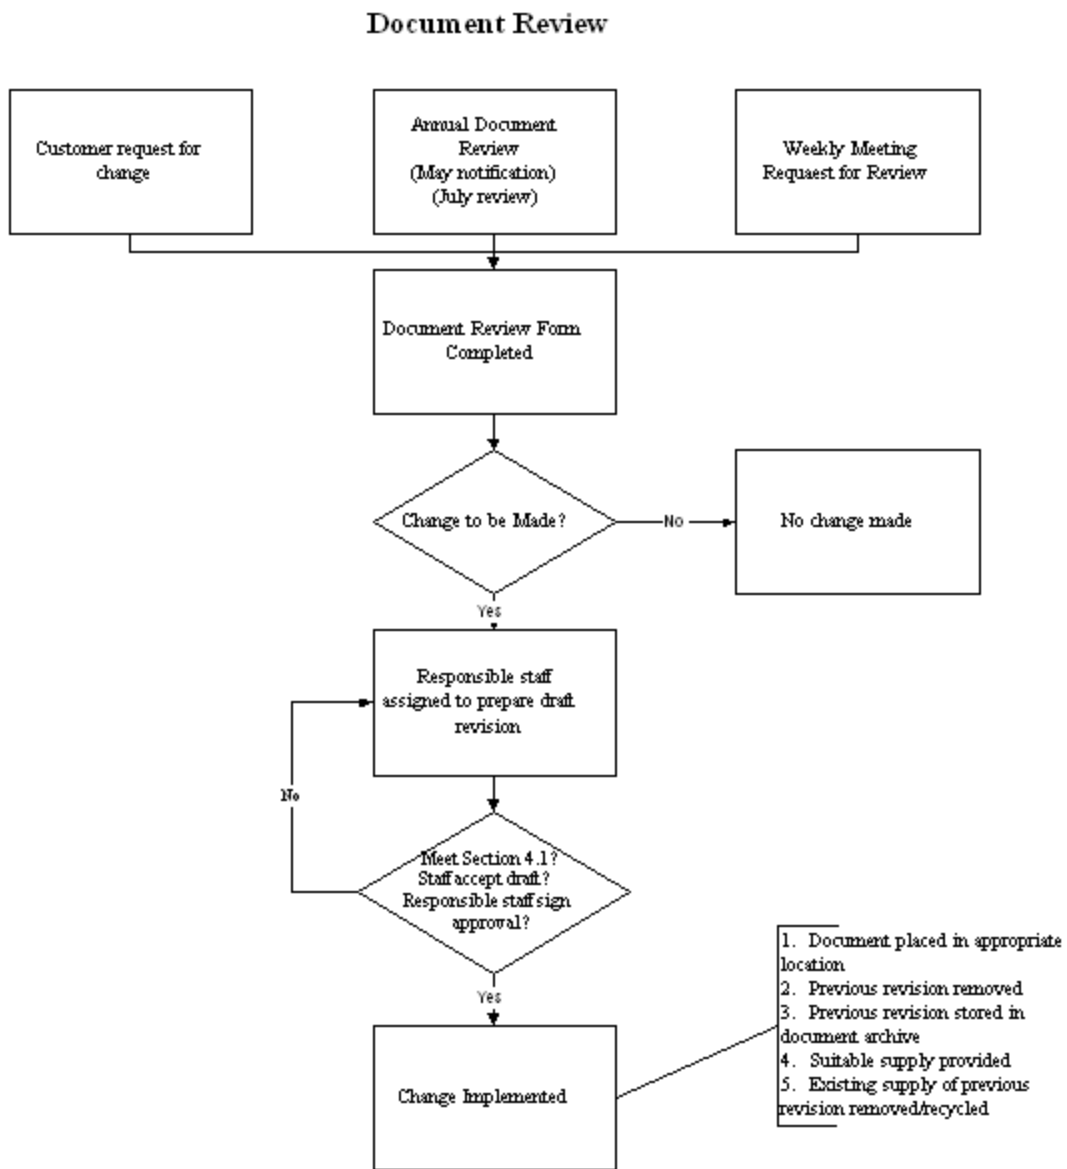 Document Review
Customer request for
change
Annual Document
Review
(May notification)
(July review)
Weekly Meeting
Requaest for Review
Document Review Form
Completed
Change to be Made?
No
No change made
Yes
Responsible staff
assigned to prepare draft
revision
No
Meet Section 4.1?
Staff accept draft?
Responsible staff sign
approval?
Yes
Change Implemented
1. Document placed in appropriate
location
2. Previous revision removed
3. Previous revision stored in
document archive
4. Suitable supply provided
5. Existing supply of previous
revision removed/recycled